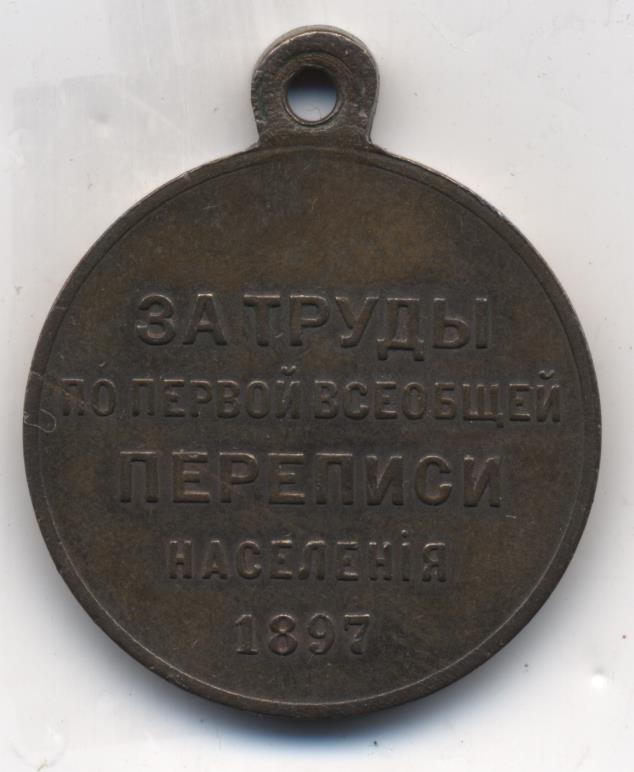 ЗА ТРУДЫ
ПО ПЕРВОЙ ВСЕОБЩЕЙ
ПЕРЕПИСИ
НАСЕЛЕНІЯ
1897